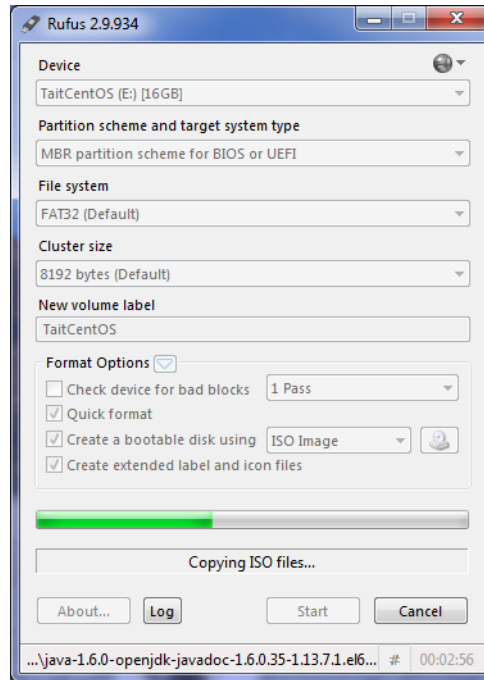 Rufus 2.9.934
Device
TaitCentOS (E:) [16GB]
Partition scheme and target system type
MBR partition scheme for BIOS or UEFI
File system
FAT32 (Default)
Cluster size
8192 bytes (Default)
New volume label
TaitCentOS
Format Options
Check device for bad blocks 1 Pass
Quick format
Create a bootable disk using ISO Image
Create extended label and icon files
Copying ISO files...
About... Log Start Cancel
...\java-1.6.0-openjdk-javadoc-1.6.0.35-1.13.7.1.el6... # 00:02:56